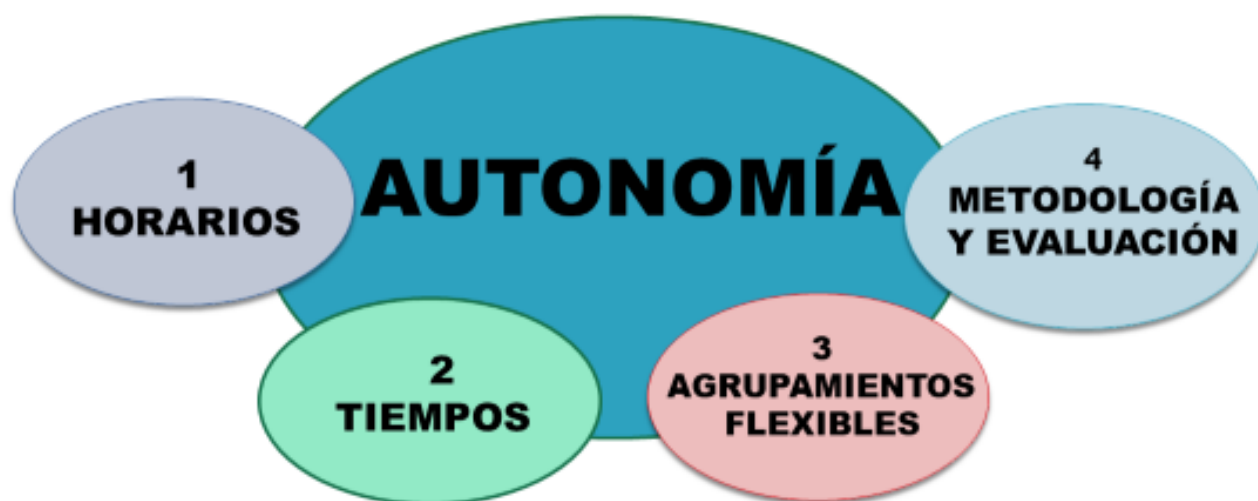 AUTONOMÍA
1
HORARIOS
2
TIEMPOS
3
AGRUPAMIENTOS
FLEXIBLES
4
METODOLOGÍA
Y EVALUACIÓN